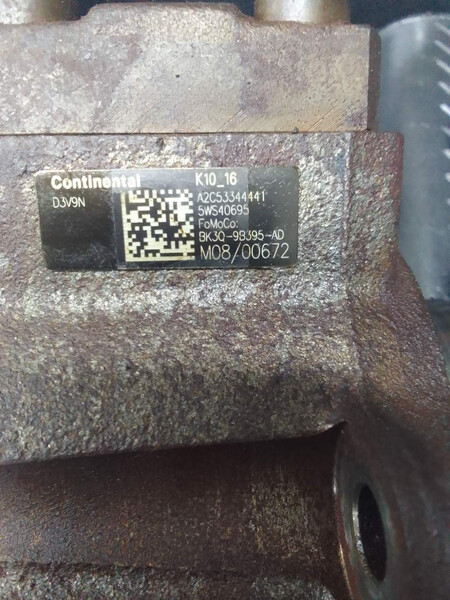 Continental K10_16
D3V9N
A2C53344441
5WS40695
FoMoCo:
BK3Q-9B395-AD
M08/00672